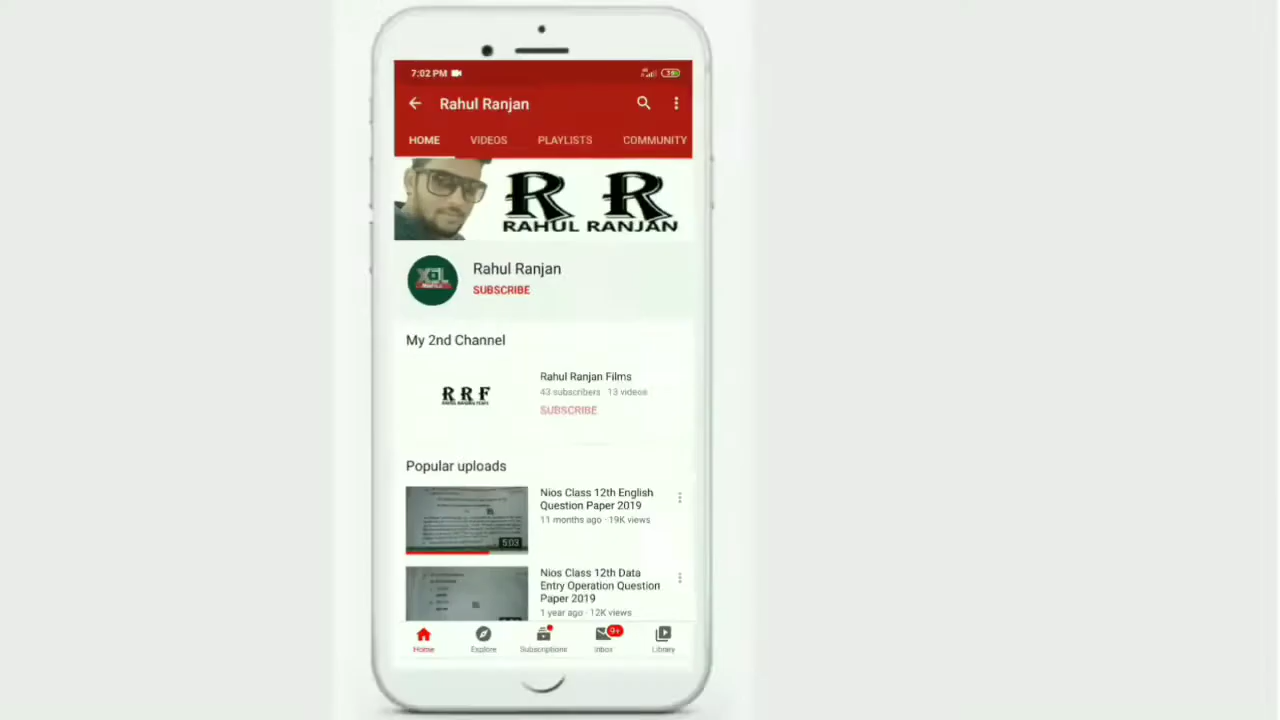 7:02 PM
Rahul Ranjan
HOME VIDEOS PLAYLISTS COMMUNITY
R R
RAHUL RANJAN
Rahul Ranjan
SUBSCRIBE
My 2nd Channel
R R F
Rahul Ranjan Films
43 subscribers · 13 videos
SUBSCRIBE
Popular uploads
Nios Class 12th English
Question Paper 2019
11 months ago · 19K views
5:03
Nios Class 12th Data
Entry Operation Question
Paper 2019
1 year ago · 12K views
9+
Home Explore Subscriptions Inbox Library